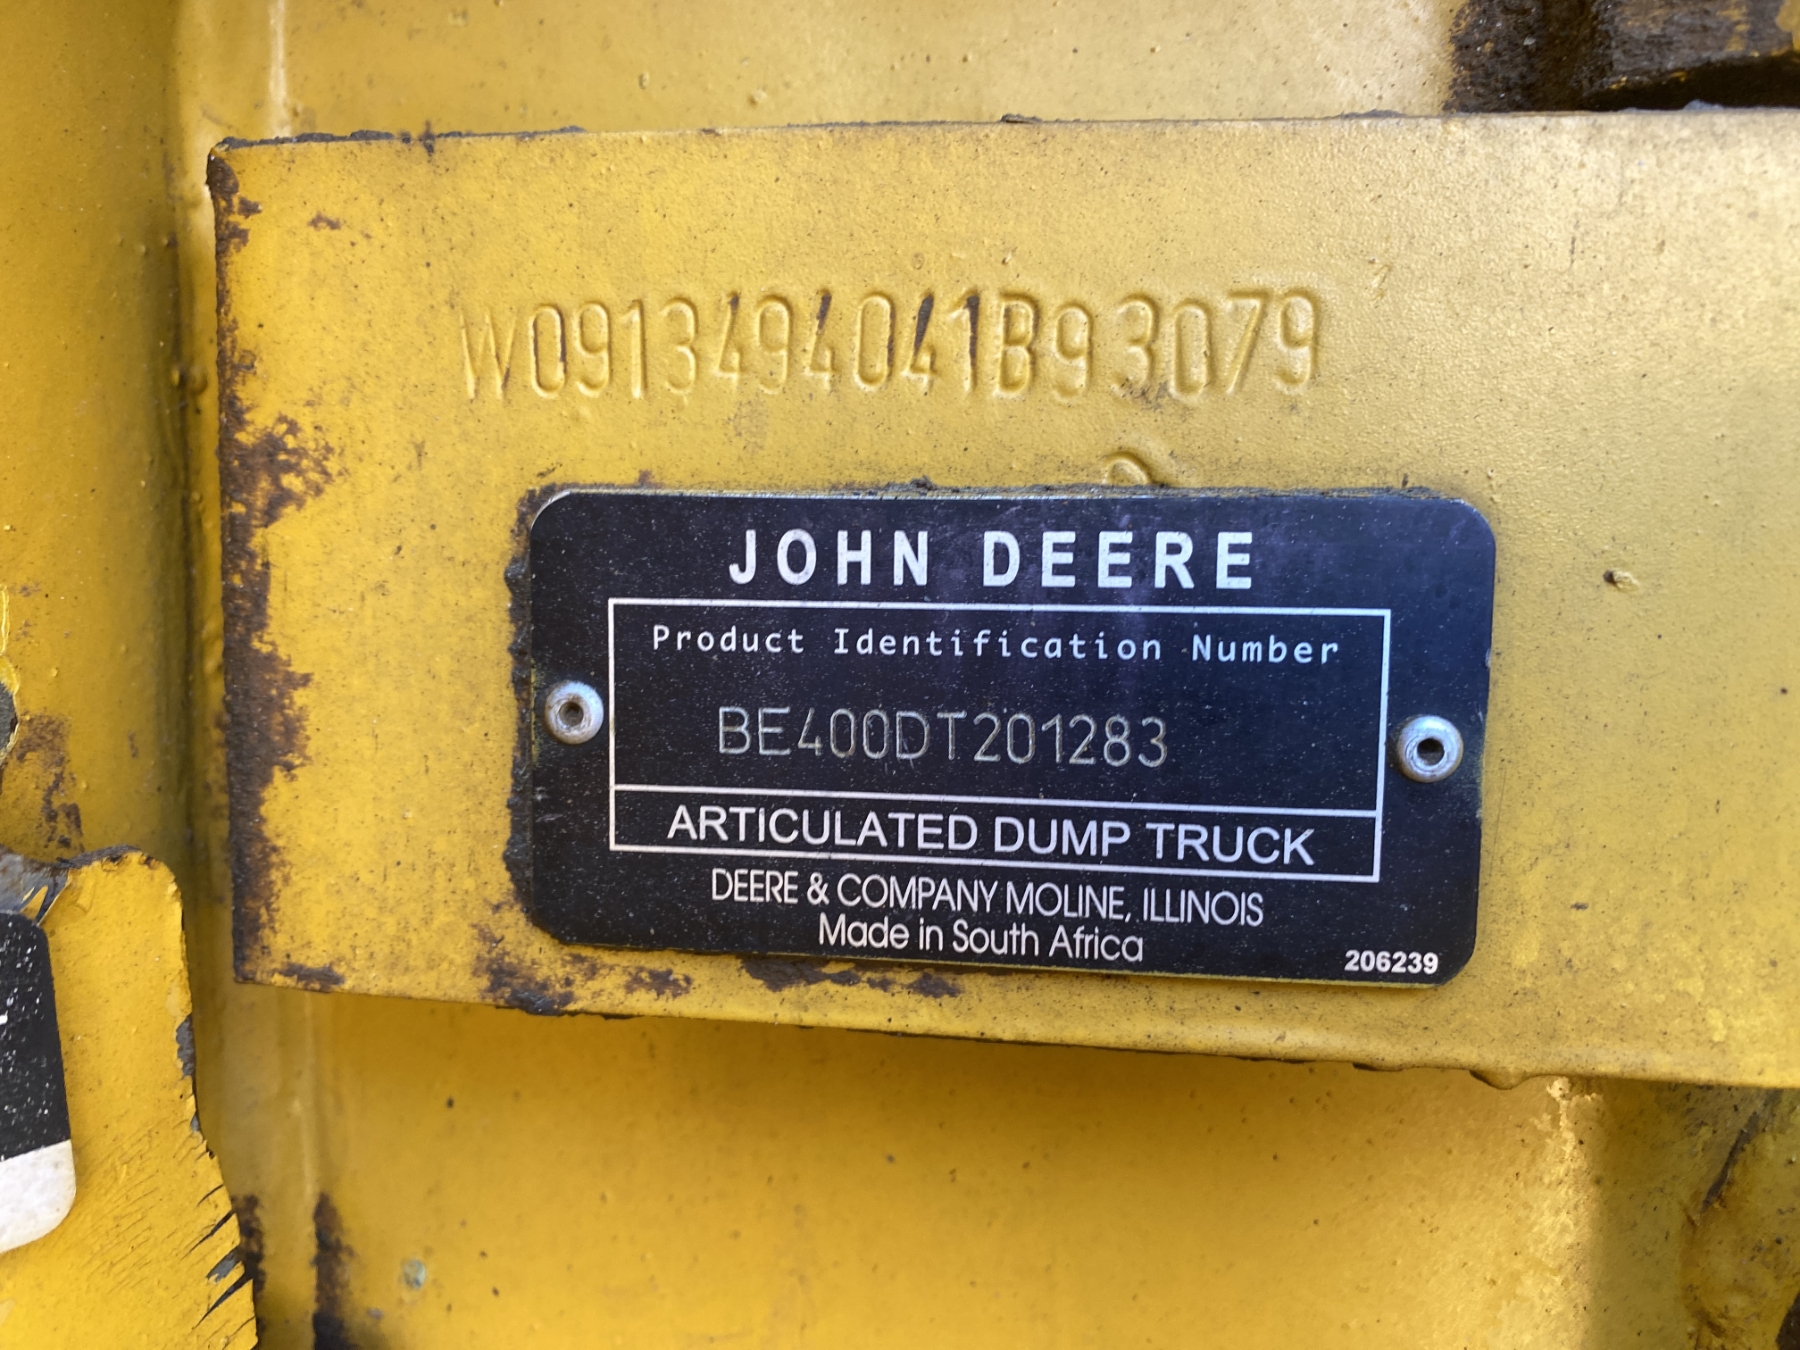 W0913494041B93079
JOHN DEERE
Product Identification Number
BE400DT201283
ARTICULATED DUMP TRUCK
DEERE & COMPANY MOLINE, ILLINOIS
Made in South Africa
206239